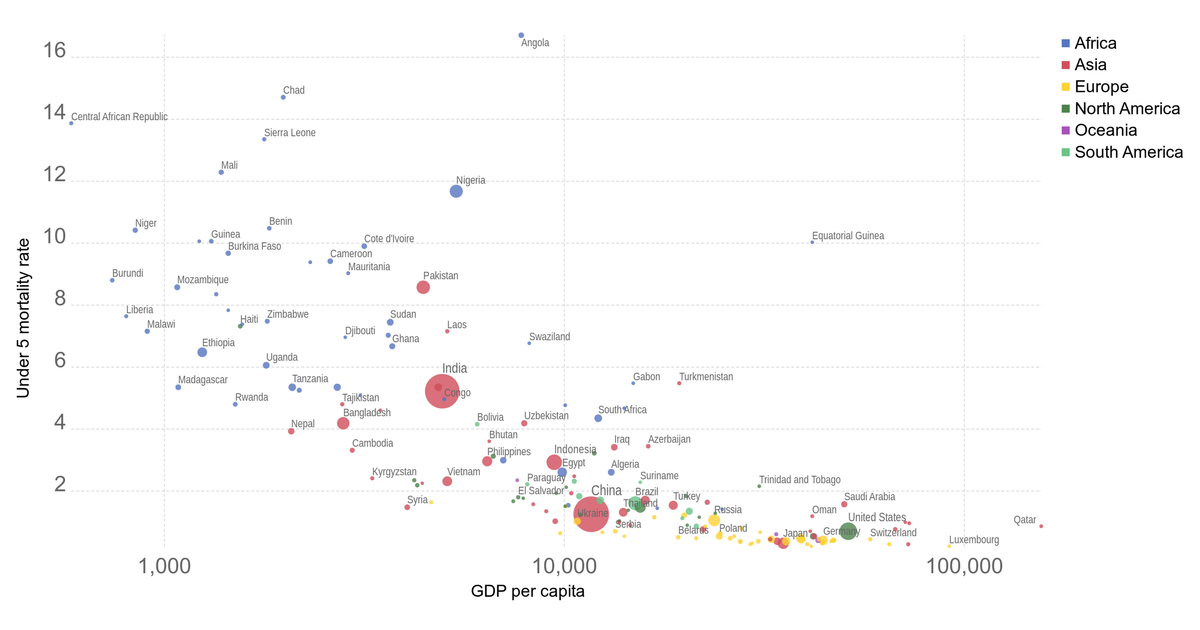 16
Angola
Africa
Asia
Europe
North America
Oceania
South America
Chad
14
Central African Republic
Sierra Leone
Mali
12
Nigeria
Niger
Benin
10
Guinea
Cote d'Ivoire
Equatorial Guinea
Burkina Faso
Cameroon
Mauritania
Burundi
Mozambique
Pakistan
8
Liberia
Malawi
Haiti
Zimbabwe
Sudan
Laos
Djibouti
Ghana
Swaziland
Ethiopia
6
Uganda
India
Madagascar
Tanzania
Gabon
Turkmenistan
Rwanda
Tajikistan
Congo
4
Nepal
Bangladesh
Bolivia
Uzbekistan
South Africa
Cambodia
Bhutan
Iraq
Azerbaijan
Philippines
Indonesia
Egypt
Algeria
Kyrgyzstan
Vietnam
Paraguay
Suriname
Trinidad and Tobago
2
Syria
El Salvador
China
Brazil
Turkey
Saudi Arabia
Thailand
Ukraine
Serbia
Russia
Oman
United States
Qatar
Belarus
Poland
Japan
Germany
Switzerland
Luxembourg
1,000
10,000
100,000
GDP per capita
Under 5 mortality rate